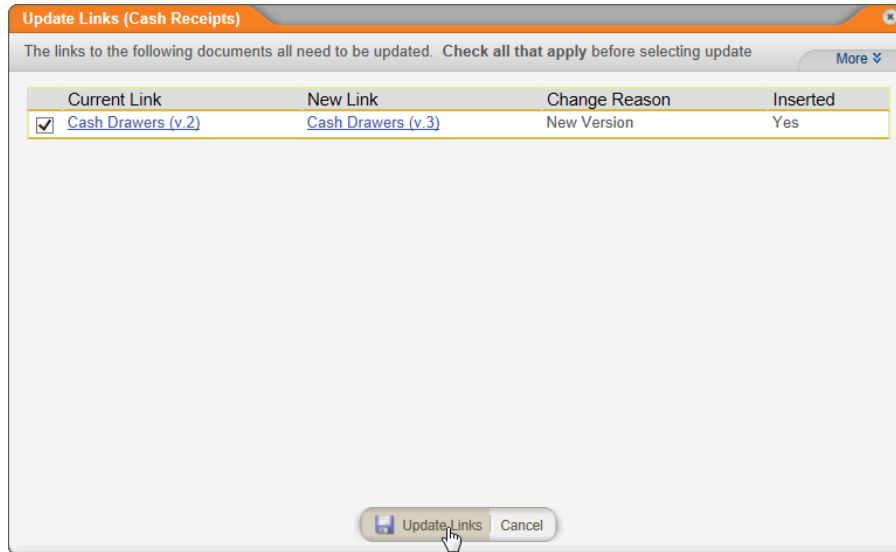 Update Links (Cash Receipts)
The links to the following documents all need to be updated. Check all that apply before selecting update
More
Current Link New Link Change Reason Inserted
Cash Drawers (v.2) Cash Drawers (v.3) New Version Yes
Update Links Cancel